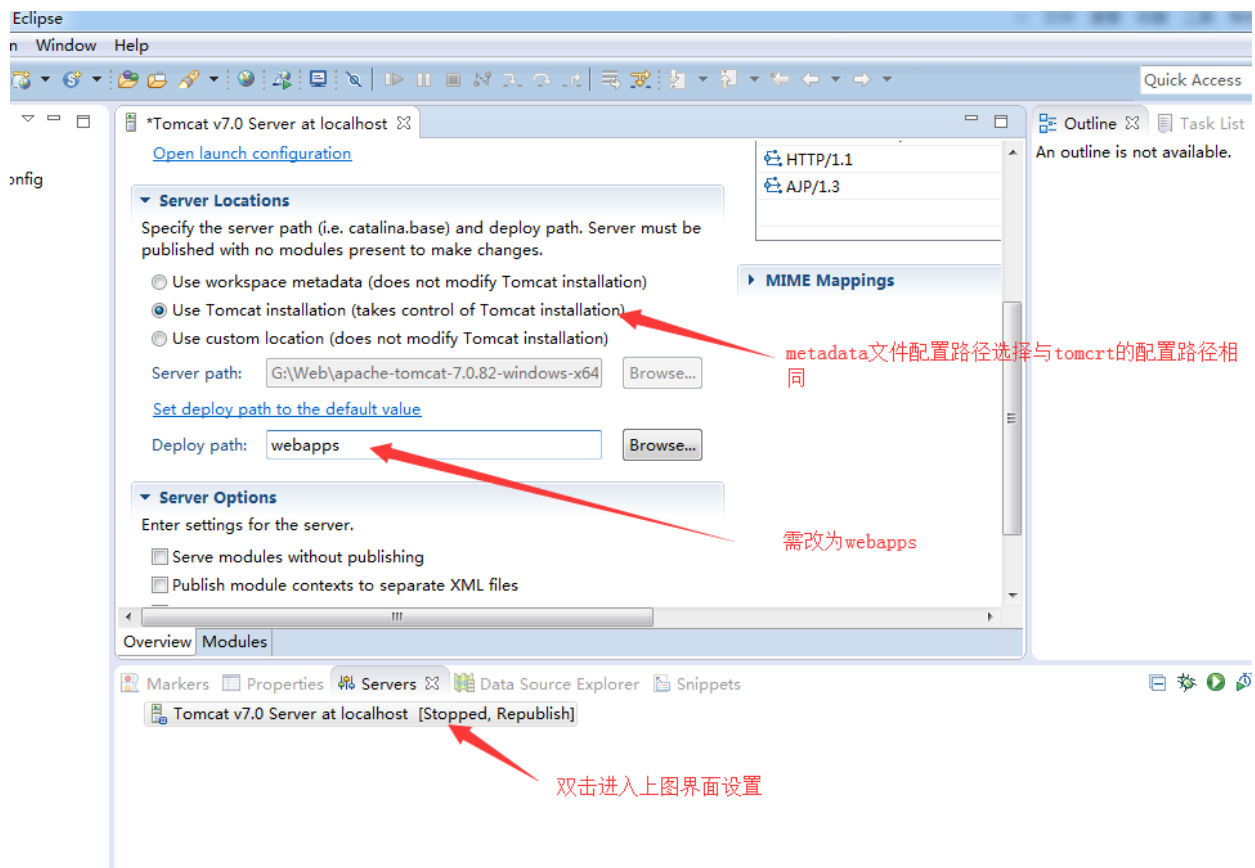 Eclipse
n Window Help
Quick Access
*Tomcat v7.0 Server at localhost
Outline Task List
Open launch configuration
An outline is not available.
onfig
HTTP/1.1
AJP/1.3
Server Locations
Specify the server path (i.e. catalina.base) and deploy path. Server must be
published with no modules present to make changes.
Use workspace metadata (does not modify Tomcat installation)
MIME Mappings
Use Tomcat installation (takes control of Tomcat installation)
Use custom location (does not modify Tomcat installation)
metadata文件配置路径选择与tomcrt的配置路径相
同
Server path: G:\Web\apache-tomcat-7.0.82-windows-x64 Browse...
Set deploy path to the default value
Deploy path: webapps Browse...
Server Options
Enter settings for the server.
需改为webapps
Serve modules without publishing
Publish module contexts to separate XML files
Overview Modules
Markers Properties Servers Data Source Explorer Snippets
Tomcat v7.0 Server at localhost [Stopped, Republish]
双击进入上图界面设置